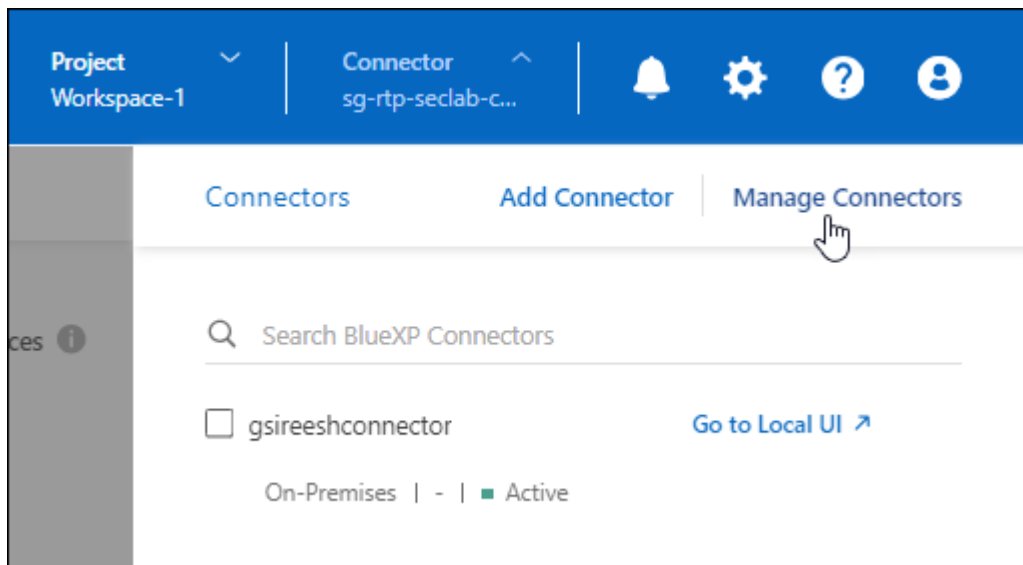 Project
Workspace-1
Connector
sg-rtp-seclab-c...
Connectors
Add Connector
Manage Connectors
ces
Search BlueXP Connectors
gsireeshconnector
Go to Local UI
On-Premises | - | Active